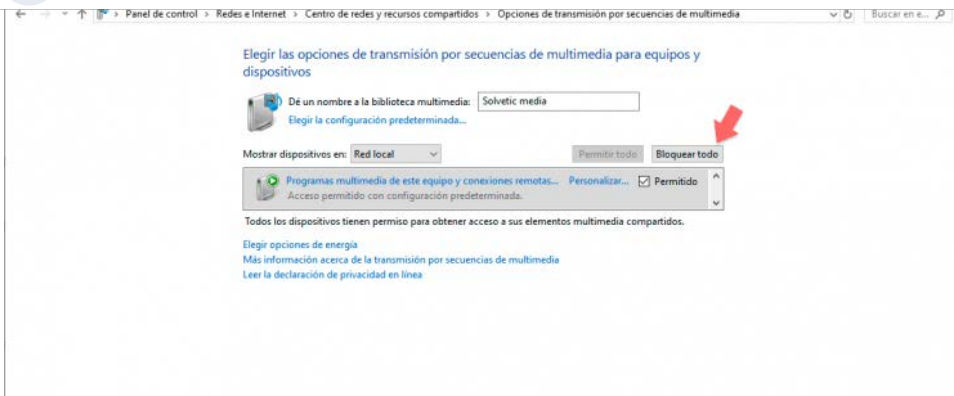 Panel de control > Redes e Internet > Centro de redes y recursos compartidos > Opciones de transmisión por secuencias de multimedia Buscar en e...
Elegir las opciones de transmisión por secuencias de multimedia para equipos y
dispositivos
Dé un nombre a la biblioteca multimedia: Solvetic media
Elegir la configuración predeterminada...
Mostrar dispositivos en: Red local Permitir todo Bloquear todo
Programas multimedia de este equipo y conexiones remotas... Personalizar... Permitido
Acceso permitido con configuración predeterminada.
Todos los dispositivos tienen permiso para obtener acceso a sus elementos multimedia compartidos.
Elegir opciones de energía
Más información acerca de la transmisión por secuencias de multimedia
Leer la declaración de privacidad en línea